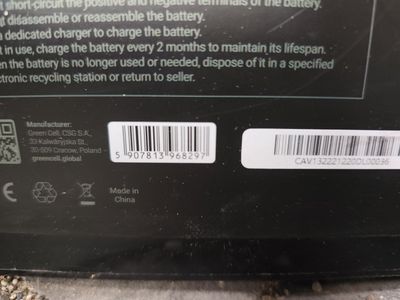 short-circuit the positive and negative terminals of the battery.
disassemble or reassemble the battery.
a dedicated charger to charge the battery.
in use, charge the battery every 2 months to maintain its lifespan.
the battery is no longer used or needed, dispose of it in a specified
ctronic recycling station or return to seller.
Manufacturer:
Green Cell, CSG S.A.,
33 Kalwaryjska St.,
30-509 Cracow, Poland
greencell.global
5 907813 968297
CAV132221220DL00036
CE
Made in
China